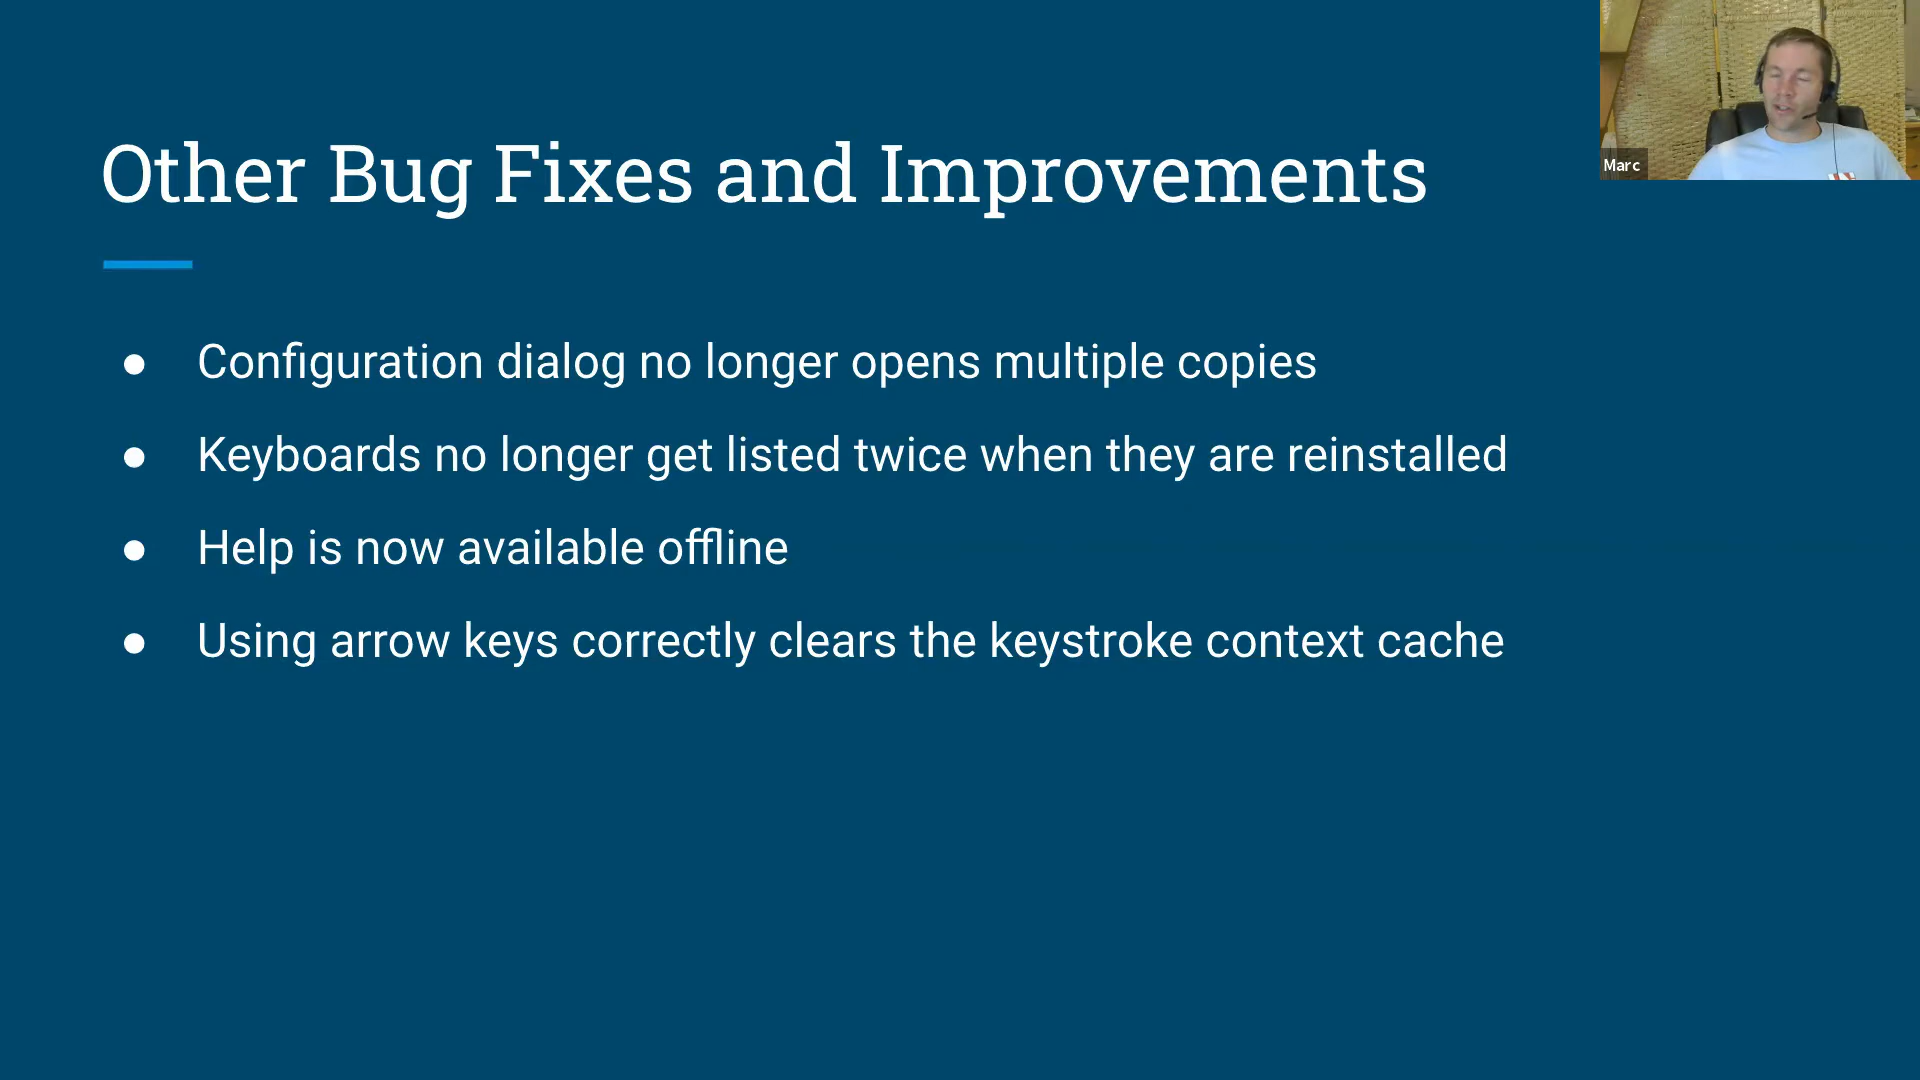 Other Bug Fixes and Improvements
Marc
● Configuration dialog no longer opens multiple copies
● Keyboards no longer get listed twice when they are reinstalled
● Help is now available offline
● Using arrow keys correctly clears the keystroke context cache